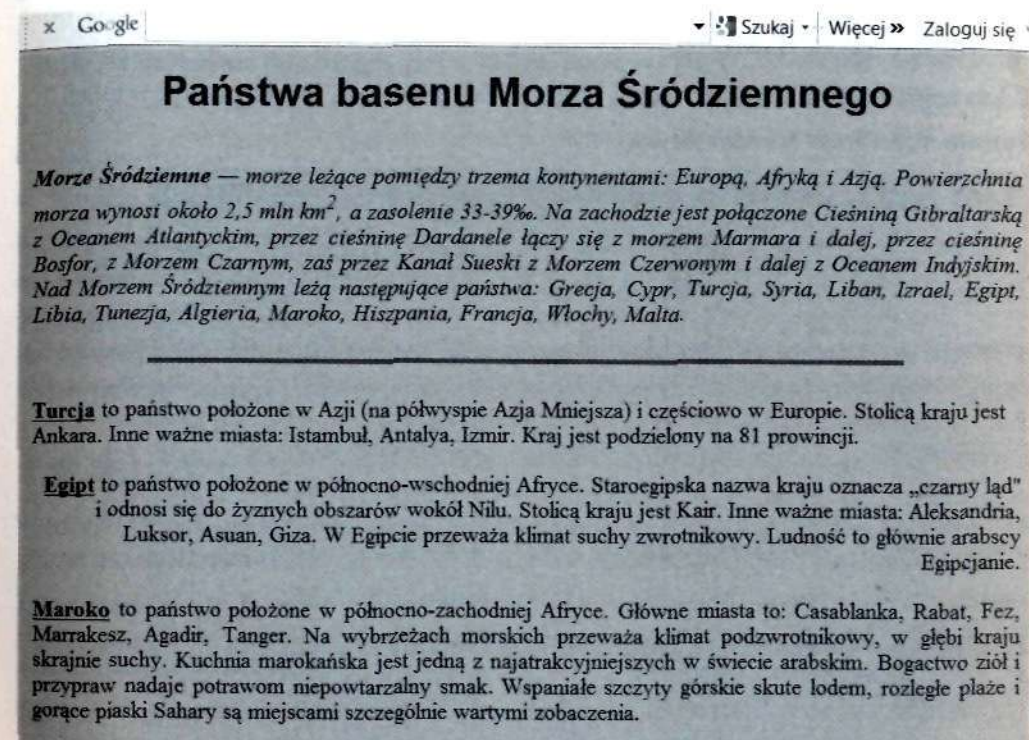 x Google Szukaj Więcej » Zaloguj się
Państwa basenu Morza Śródziemnego
Morze Śródziemne — morze leżące pomiędzy trzema kontynentami: Europą, Afryką i Azją. Powierzchnia
morza wynosi około 2,5 mln km², a zasolenie 33-39‰. Na zachodzie jest połączone Cieśniną Gibraltarską
z Oceanem Atlantyckim, przez cieśninę Dardanele łączy się z morzem Marmara i dalej, przez cieśninę
Bosfor, z Morzem Czarnym, zaś przez Kanał Sueski z Morzem Czerwonym i dalej z Oceanem Indyjskim.
Nad Morzem Śródziemnym leżą następujące państwa: Grecja, Cypr, Turcja, Syria, Liban, Izrael, Egipt,
Libia, Tunezja, Algieria, Maroko, Hiszpania, Francja, Włochy, Malta.
Turcja to państwo położone w Azji (na półwyspie Azja Mniejsza) i częściowo w Europie. Stolicą kraju jest
Ankara. Inne ważne miasta: Istambuł, Antalya, Izmir. Kraj jest podzielony na 81 prowincji.
Egipt to państwo położone w północno-wschodniej Afryce. Staroegipska nazwa kraju oznacza „czarny ląd"
i odnosi się do żyznych obszarów wokół Nilu. Stolicą kraju jest Kair. Inne ważne miasta: Aleksandria,
Luksor, Asuan, Giza. W Egipcie przeważa klimat suchy zwrotnikowy. Ludność to głównie arabscy
Egipcjanie.
Maroko to państwo położone w północno-zachodniej Afryce. Główne miasta to: Casablanka, Rabat, Fez,
Marrakesz, Agadir, Tanger. Na wybrzeżach morskich przeważa klimat podzwrotnikowy, w głębi kraju
skrajnie suchy. Kuchnia marokańska jest jedną z najatrakcyjniejszych w świecie arabskim. Bogactwo ziół i
przypraw nadaje potrawom niepowtarzalny smak. Wspaniałe szczyty górskie skute lodem, rozległe plaże i
gorące piaski Sahary są miejscami szczególnie wartymi zobaczenia.